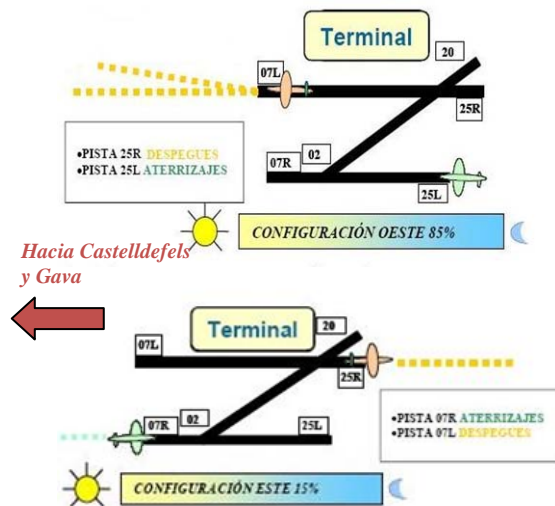 Terminal
20
07L
25R
•PISTA 25R DESPEGUES
•PISTA 25L ATERRIZAJES
07R
02
25L
CONFIGURACIÓN OESTE 85%
Hacia Castelldefels
y Gava
Terminal
20
07L
25R
07R
02
25L
•PISTA 07R ATERRIZAJES
•PISTA 07L DESPEGUES
CONFIGURACIÓN ESTE 15%